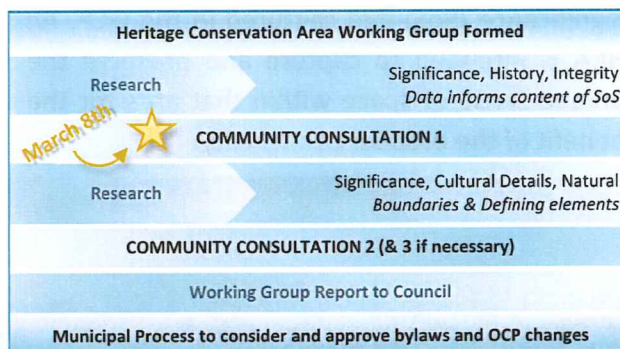 Heritage Conservation Area Working Group Formed
Research
Significance, History, Integrity
Data informs content of SoS
March 8th
COMMUNITY CONSULTATION 1
Research
Significance, Cultural Details, Natural
Boundaries & Defining elements
COMMUNITY CONSULTATION 2 (& 3 if necessary)
Working Group Report to Council
Municipal Process to consider and approve bylaws and OCP changes